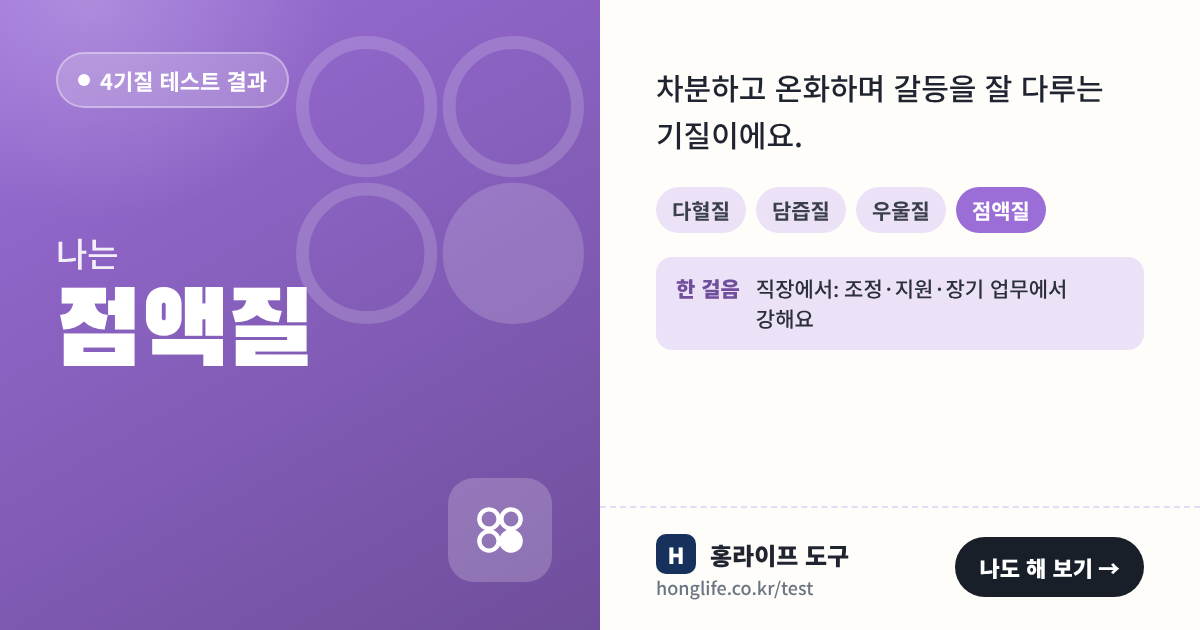 4기질 테스트 결과
나는
점액질
차분하고 온화하며 갈등을 잘 다루는
기질이에요.
다혈질 담즙질 우울질 점액질
한 걸음 직장에서: 조정·지원·장기 업무에서
강해요
H 홍라이프 도구
honglife.co.kr/test
나도 해 보기 →